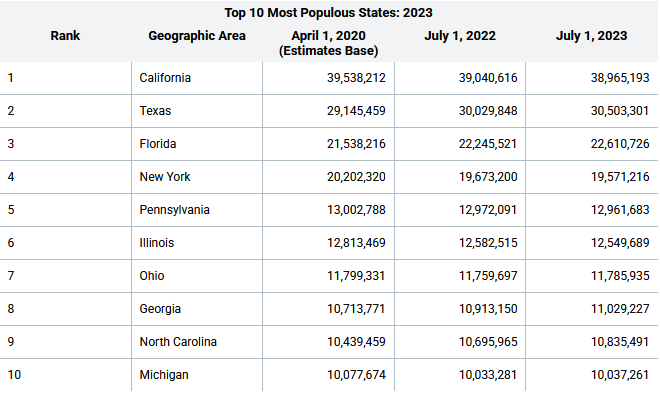 Top 10 Most Populous States: 2023
Rank Geographic Area April 1, 2020 July 1, 2022 July 1, 2023
(Estimates Base)
1 California 39,538,212 39,040,616 38,965,193
2 Texas 29,145,459 30,029,848 30,503,301
3 Florida 21,538,216 22,245,521 22,610,726
4 New York 20,202,320 19,673,200 19,571,216
5 Pennsylvania 13,002,788 12,972,091 12,961,683
6 Illinois 12,813,469 12,582,515 12,549,689
7 Ohio 11,799,331 11,759,697 11,785,935
8 Georgia 10,713,771 10,913,150 11,029,227
9 North Carolina 10,439,459 10,695,965 10,835,491
10 Michigan 10,077,674 10,033,281 10,037,261